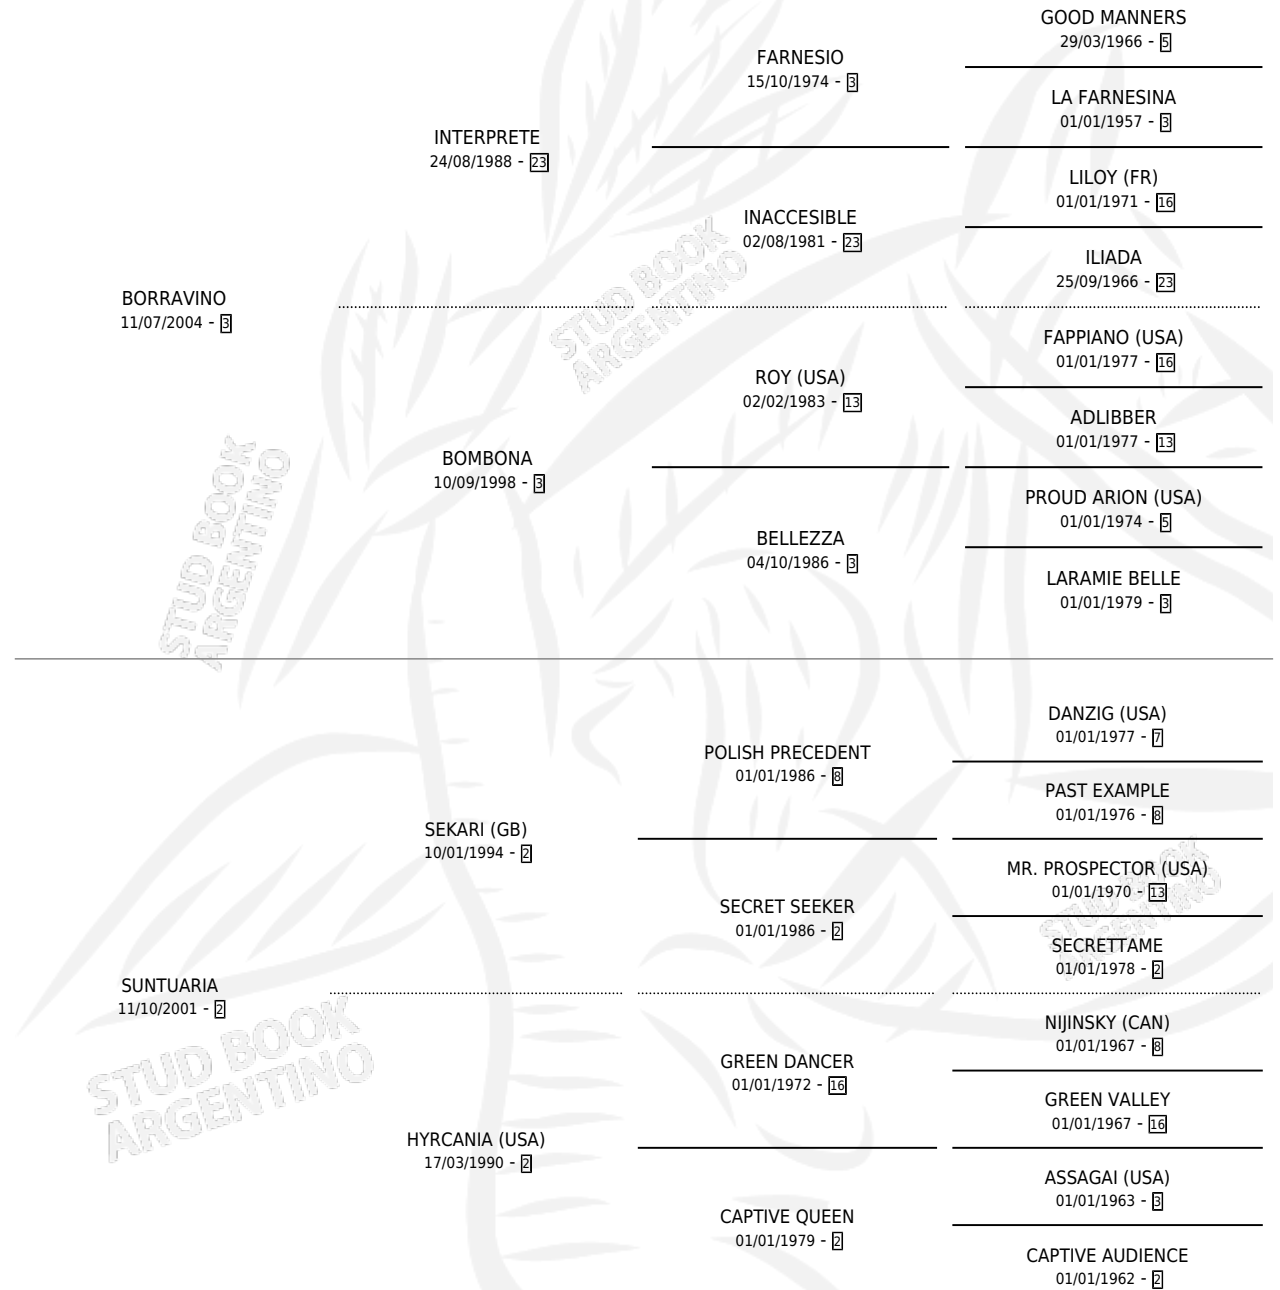 GOOD MANNERS
29/03/1966 - 5
FARNESIO
15/10/1974 - 3
LA FARNESINA
01/01/1957 - 3
INTERPRETE
24/08/1988 - 23
LILOY (FR)
01/01/1971 - 16
INACCESIBLE
02/08/1981 - 23
ILIADA
25/09/1966 - 23
BORRAVINO
11/07/2004 - 3
FAPPIANO (USA)
01/01/1977 - 16
ROY (USA)
02/02/1983 - 13
ADLIBBER
01/01/1977 - 13
BOMBONA
10/09/1998 - 3
PROUD ARION (USA)
01/01/1974 - 5
BELLEZZA
04/10/1986 - 3
LARAMIE BELLE
01/01/1979 - 3
STUD BOOK
ARGENTINO
STUD BOOK
ARGENTINO
DANZIG (USA)
01/01/1977 - 7
POLISH PRECEDENT
01/01/1986 - 8
PAST EXAMPLE
01/01/1976 - 8
SEKARI (GB)
10/01/1994 - 2
MR. PROSPECTOR (USA)
01/01/1970 - 13
SECRET SEEKER
01/01/1986 - 2
SECRETTAME
01/01/1978 - 2
SUNTUARIA
11/10/2001 - 2
NIJINSKY (CAN)
01/01/1967 - 8
GREEN DANCER
01/01/1972 - 16
GREEN VALLEY
01/01/1967 - 16
HYRCANIA (USA)
17/03/1990 - 2
ASSAGAI (USA)
01/01/1963 - 3
CAPTIVE QUEEN
01/01/1979 - 2
CAPTIVE AUDIENCE
01/01/1962 - 2
STUD BOOK
ARGENTINO
STUD BOOK
ARGENTINO